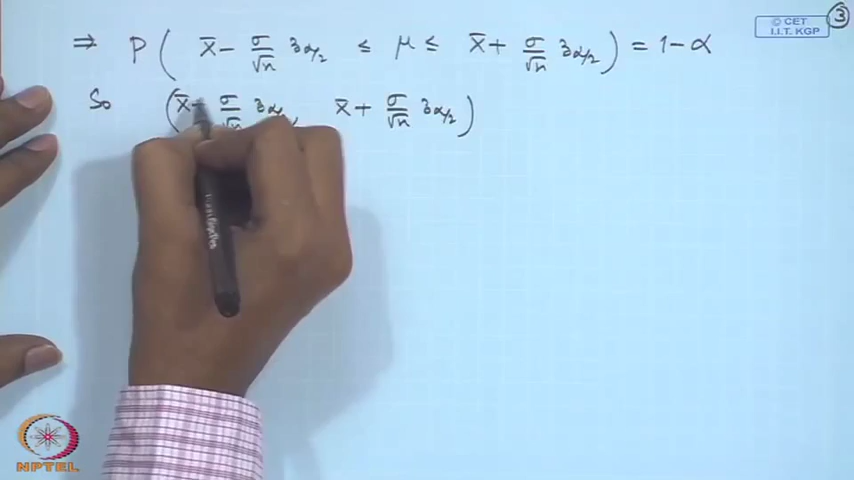 ⇒ P( x̄ - σ/√n z_{α/2} ≤ μ ≤ x̄ + σ/√n z_{α/2} ) = 1-α
So ( x̄ - σ/√n z_{α/2} x̄ + σ/√n z_{α/2} )
© CET
I.I.T. KGP
3
NPTEL